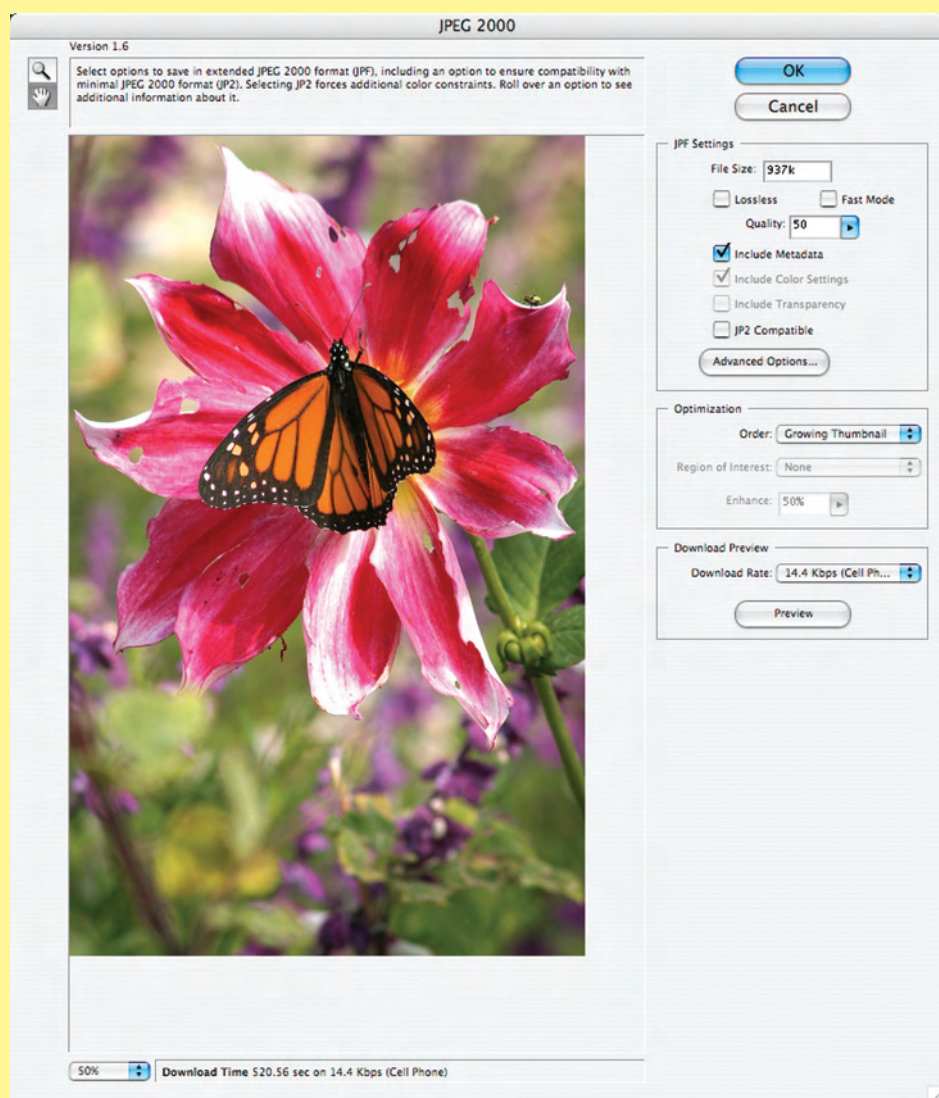 JPEG 2000
Version 1.6
Select options to save in extended JPEG 2000 format (JPF), including an option to ensure compatibility with
minimal JPEG 2000 format (JP2). Selecting JP2 forces additional color constraints. Roll over an option to see
additional information about it.
OK
Cancel
JPF Settings
File Size: 937k
Lossless Fast Mode
Quality: 50
Include Metadata
Include Color Settings
Include Transparency
JP2 Compatible
Advanced Options...
Optimization
Order: Growing Thumbnail
Region of Interest: None
Enhance: 50%
Download Preview
Download Rate: 14.4 Kbps (Cell Ph...
Preview
50% Download Time 520.56 sec on 14.4 Kbps (Cell Phone)